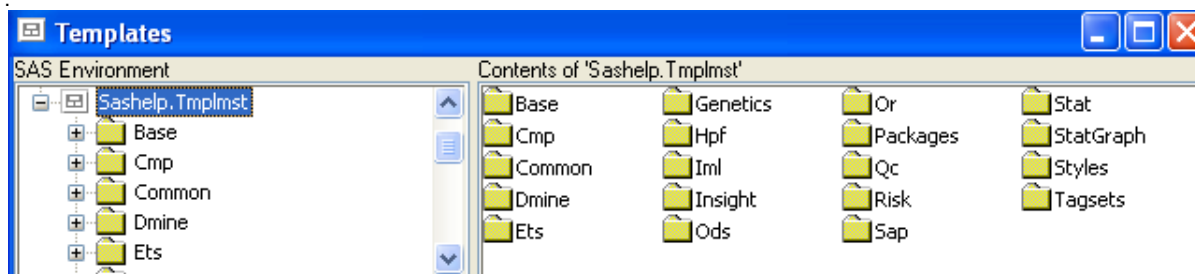 Templates
SAS Environment
Contents of 'Sashelp.Tmplmst'
Sashelp.Tmplmst
Base
Cmp
Common
Dmine
Ets
Base Genetics Or Stat
Cmp Hpf Packages StatGraph
Common Iml Qc Styles
Dmine Insight Risk Tagsets
Ets Ods Sap